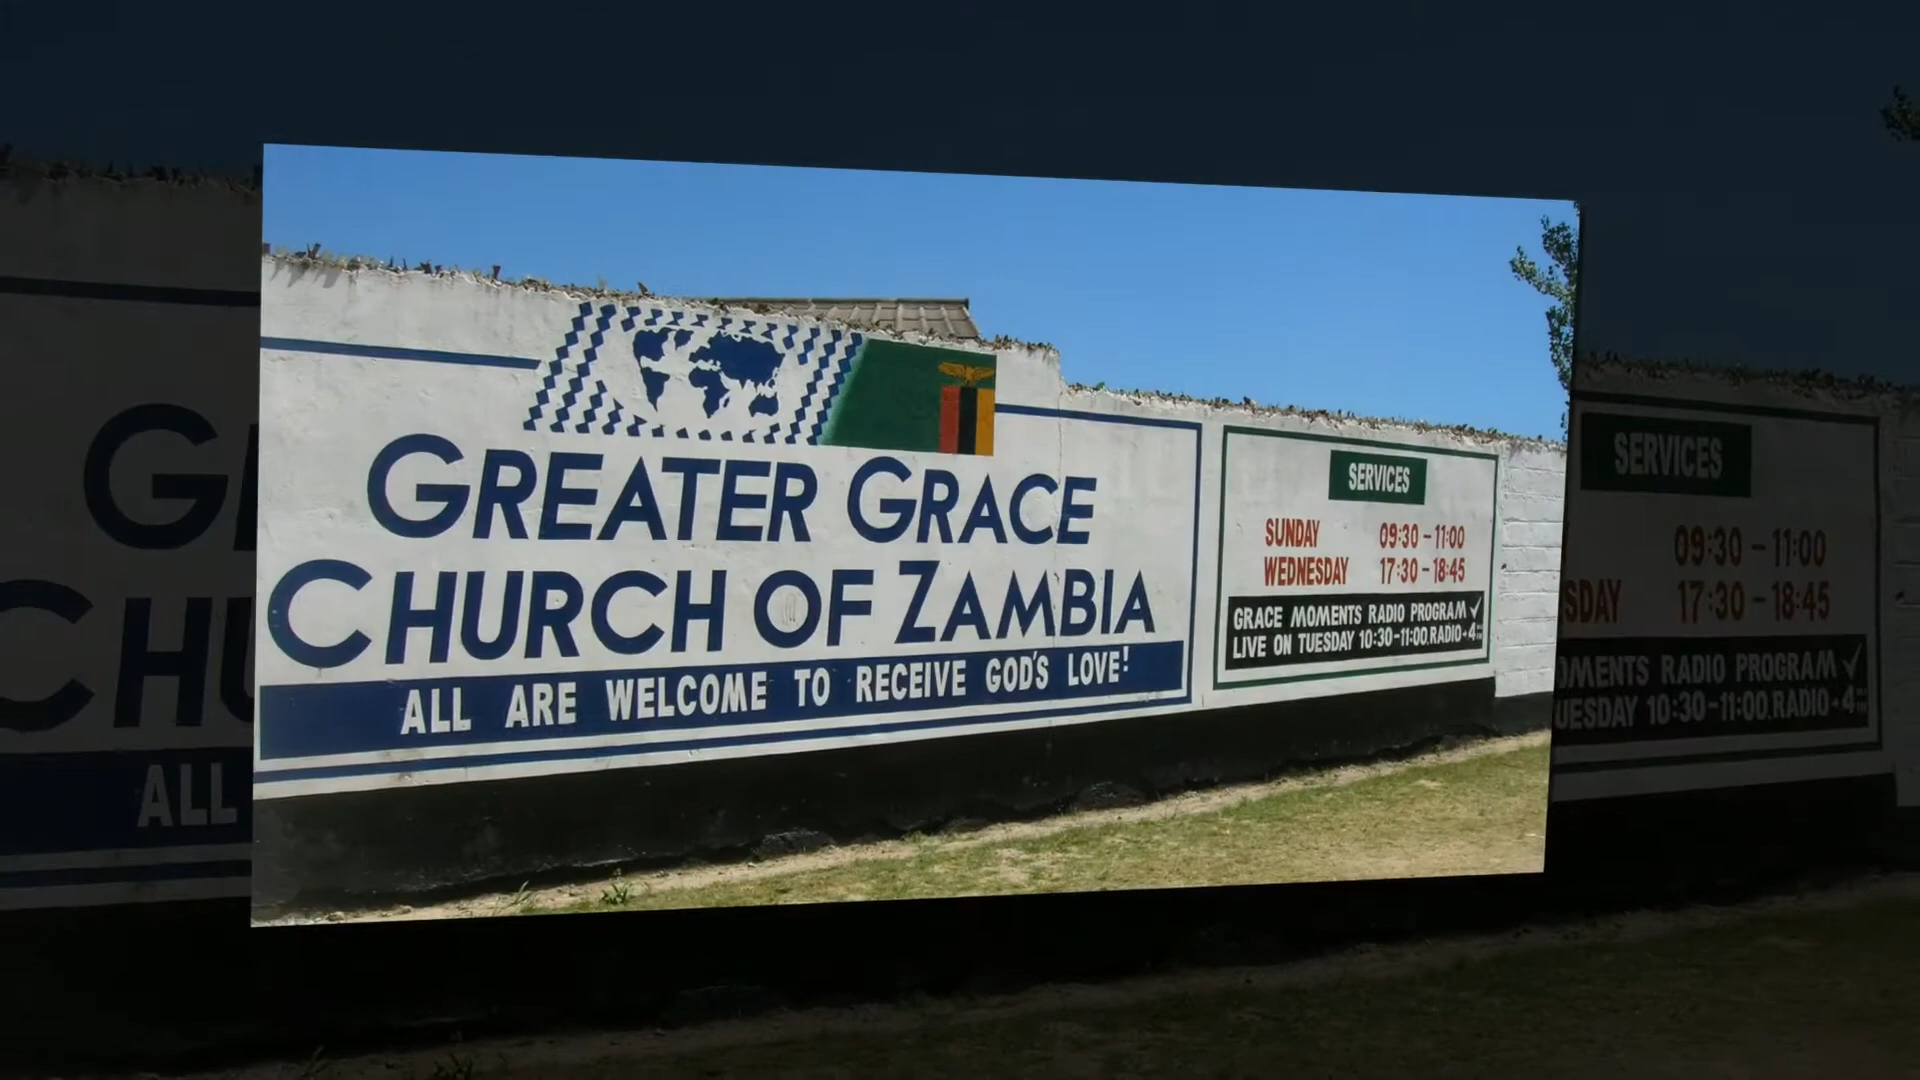 GREATER GRACE
CHURCH OF ZAMBIA
ALL ARE WELCOME TO RECEIVE GOD'S LOVE!
SERVICES
SUNDAY 09:30 - 11:00
WEDNESDAY 17:30 - 18:45
GRACE MOMENTS RADIO PROGRAM
LIVE ON TUESDAY 10:30-11:00.RADIO-4